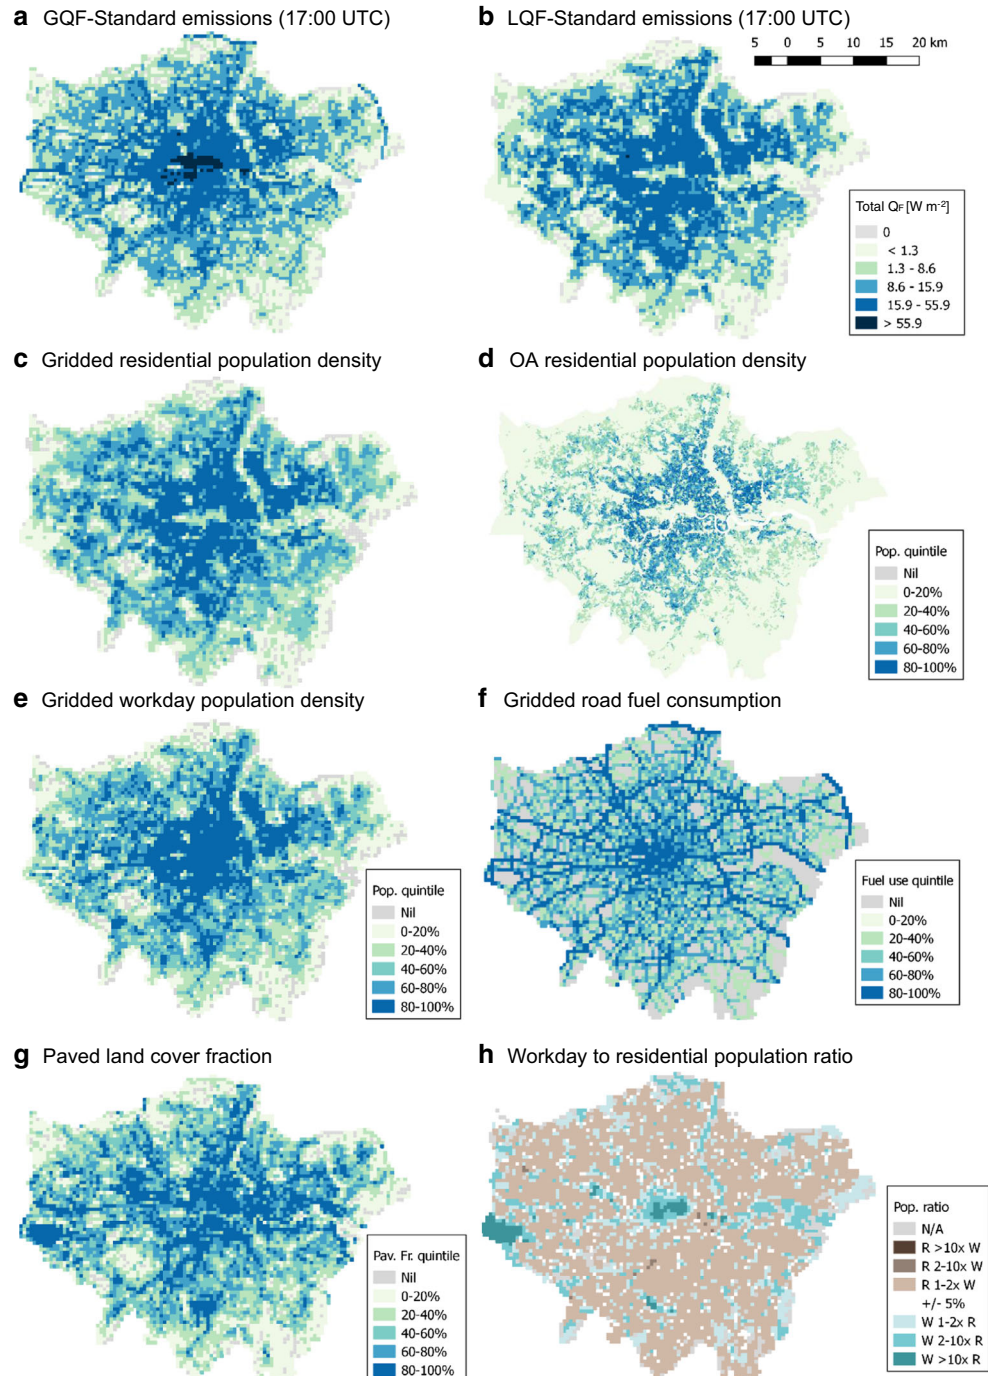 a GQF-Standard emissions (17:00 UTC)
b LQF-Standard emissions (17:00 UTC)
5 0 5 10 15 20 km
Total QF [W m-2]
0
< 1.3
1.3 - 8.6
8.6 - 15.9
15.9 - 55.9
> 55.9
c Gridded residential population density
d OA residential population density
Pop. quintile
Nil
0-20%
20-40%
40-60%
60-80%
80-100%
e Gridded workday population density
Pop. quintile
Nil
0-20%
20-40%
40-60%
60-80%
80-100%
f Gridded road fuel consumption
Fuel use quintile
Nil
0-20%
20-40%
40-60%
60-80%
80-100%
g Paved land cover fraction
Pav. Fr. quintile
Nil
0-20%
20-40%
40-60%
60-80%
80-100%
h Workday to residential population ratio
Pop. ratio
N/A
R >10x W
R 2-10x W
R 1-2x W
+/- 5%
W 1-2x R
W 2-10x R
W >10x R